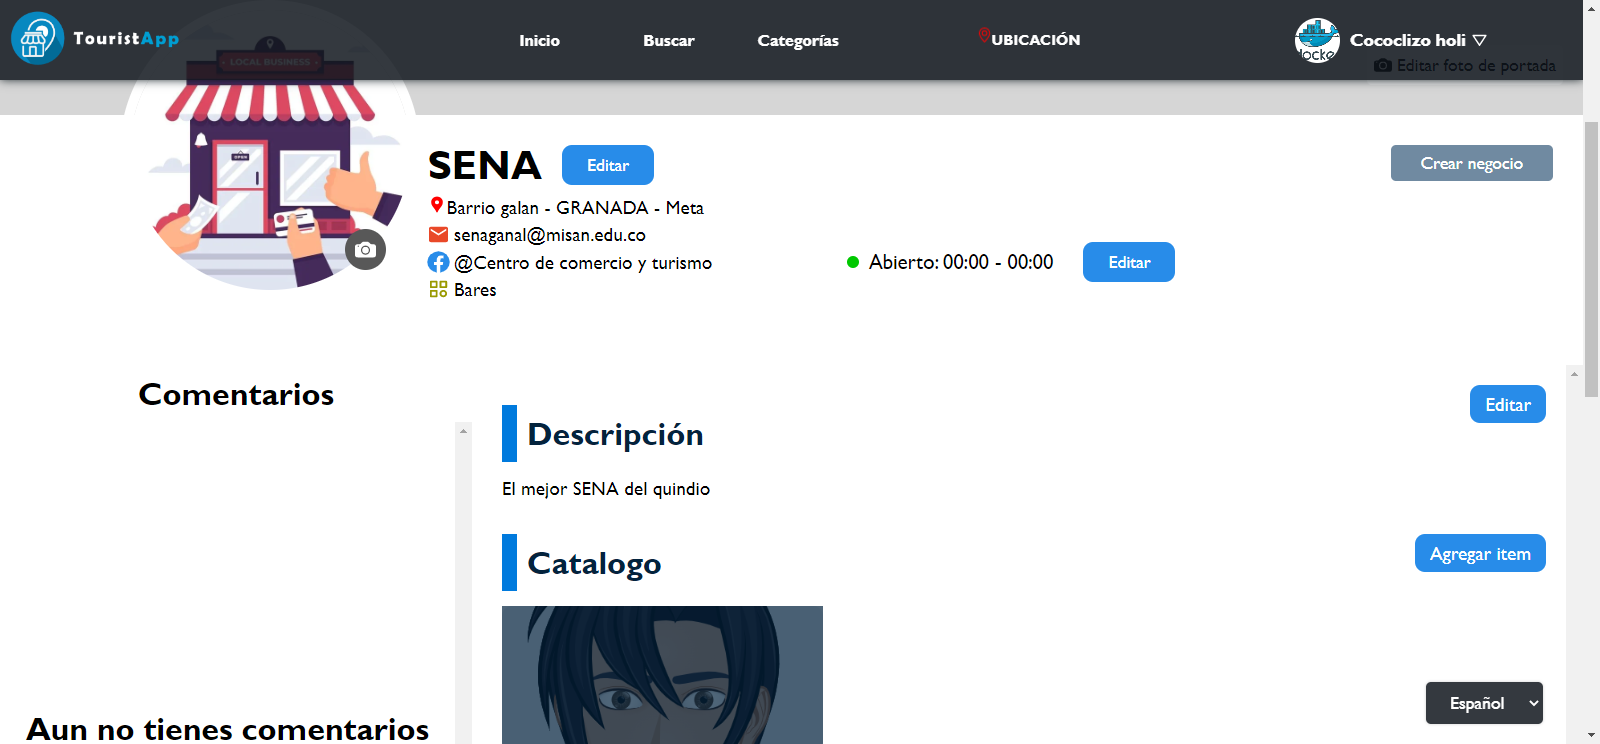 TouristApp
Inicio
Buscar
Categorías
UBICACIÓN
Cococlizo holi
Editar foto de portada
LOCAL BUSINESS
OPEN
SENA
Editar
Crear negocio
Barrio galan - GRANADA - Meta
senaganal@misan.edu.co
@Centro de comercio y turismo
Bares
Abierto: 00:00 - 00:00
Editar
Comentarios
Aun no tienes comentarios
Editar
Descripción
El mejor SENA del quindio
Catalogo
Agregar item
Español